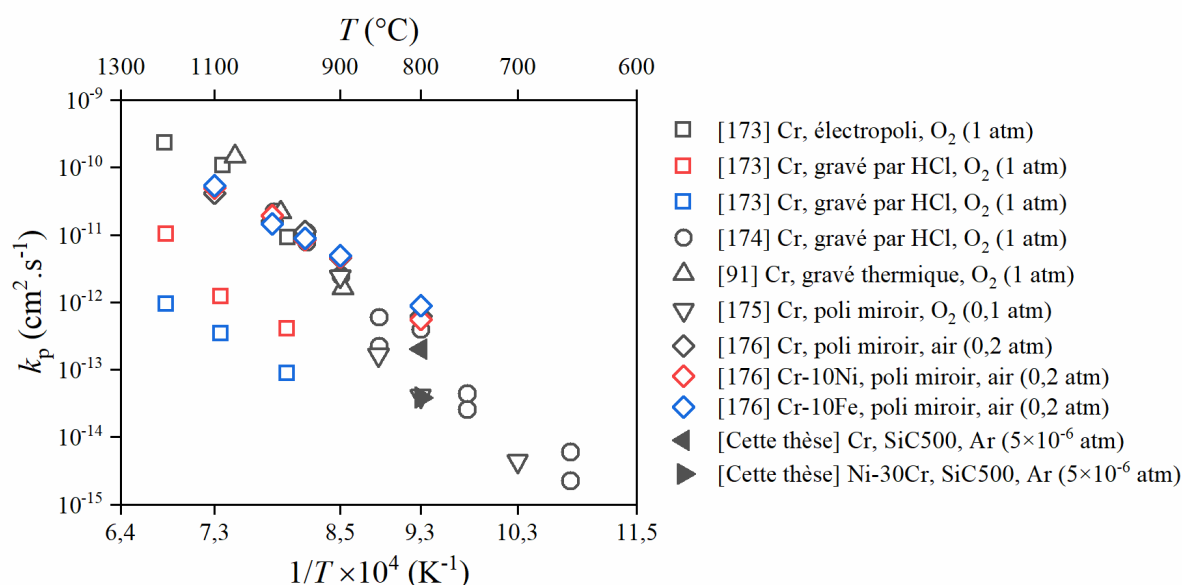 T (°C)
1300 1100 900 800 700 600
10⁻⁹
10⁻¹⁰
10⁻¹¹
10⁻¹²
10⁻¹³
10⁻¹⁴
10⁻¹⁵
kₚ (cm².s⁻¹)
6,4 7,3 8,5 9,3 10,3 11,5
1/T ×10⁴ (K⁻¹)
[173] Cr, électropoli, O₂ (1 atm)
[173] Cr, gravé par HCl, O₂ (1 atm)
[173] Cr, gravé par HCl, O₂ (1 atm)
[174] Cr, gravé par HCl, O₂ (1 atm)
[91] Cr, gravé thermique, O₂ (1 atm)
[175] Cr, poli miroir, O₂ (0,1 atm)
[176] Cr, poli miroir, air (0,2 atm)
[176] Cr-10Ni, poli miroir, air (0,2 atm)
[176] Cr-10Fe, poli miroir, air (0,2 atm)
[Cette thèse] Cr, SiC500, Ar (5×10⁻⁶ atm)
[Cette thèse] Ni-30Cr, SiC500, Ar (5×10⁻⁶ atm)